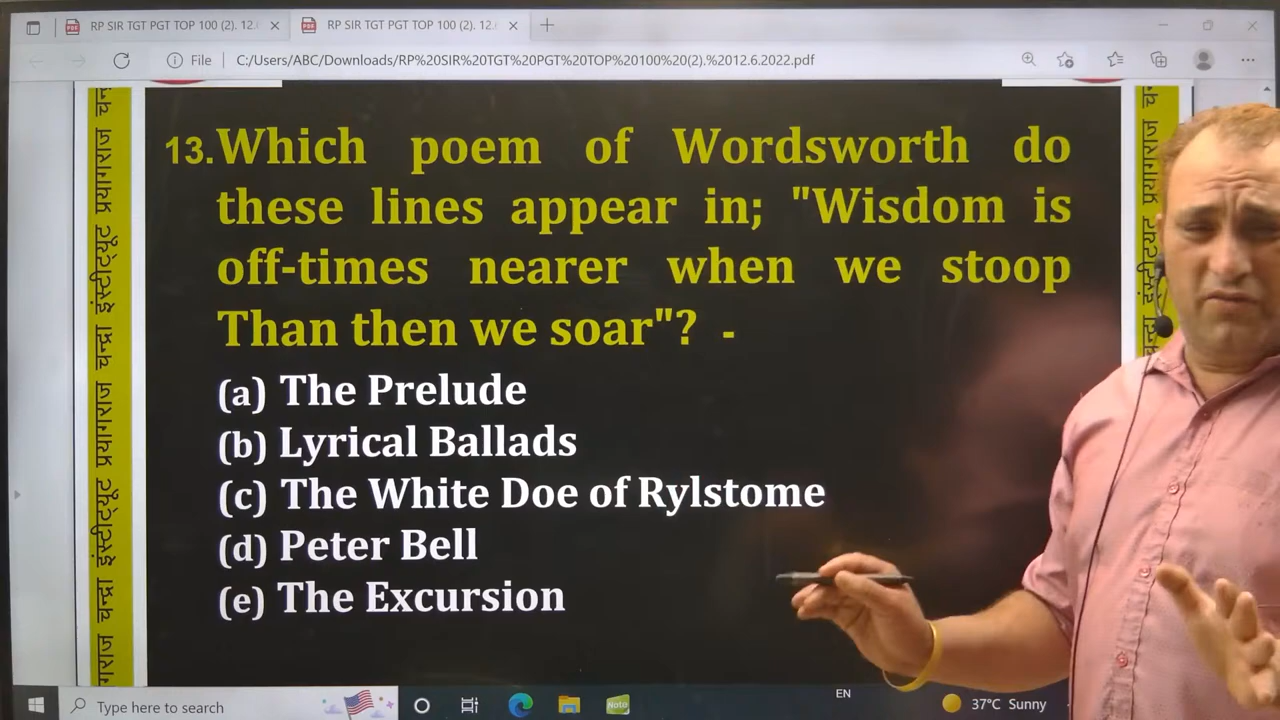 RP SIR TGT PGT TOP 100 (2). 12.
RP SIR TGT PGT TOP 100 (2). 12.
File
C:/Users/ABC/Downloads/RP%20SIR%20TGT%20PGT%20TOP%20100%20(2).%2012.6.2022.pdf
13.Which poem of Wordsworth do
these lines appear in; "Wisdom is
off-times nearer when we stoop
Than then we soar"? -
(a) The Prelude
(b) Lyrical Ballads
(c) The White Doe of Rylstome
(d) Peter Bell
(e) The Excursion
चन्द्रा इंस्टीट्यूट प्रयागराज
चन्द्रा इंस्टीट्यूट प्रयागराज
Type here to search
Note
EN
37°C Sunny